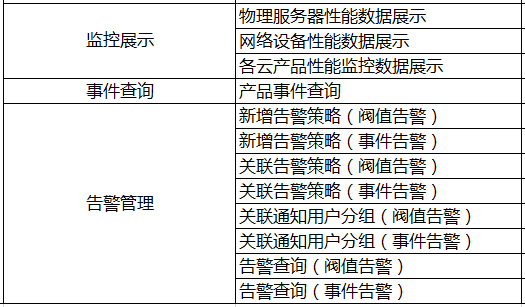 监控展示
物理服务器性能数据展示
网络设备性能数据展示
各云产品性能监控数据展示
事件查询
产品事件查询
告警管理
新增告警策略（阀值告警）
新增告警策略（事件告警）
关联告警策略（阀值告警）
关联告警策略（事件告警）
关联通知用户分组（阀值告警）
关联通知用户分组（事件告警）
告警查询（阀值告警）
告警查询（事件告警）